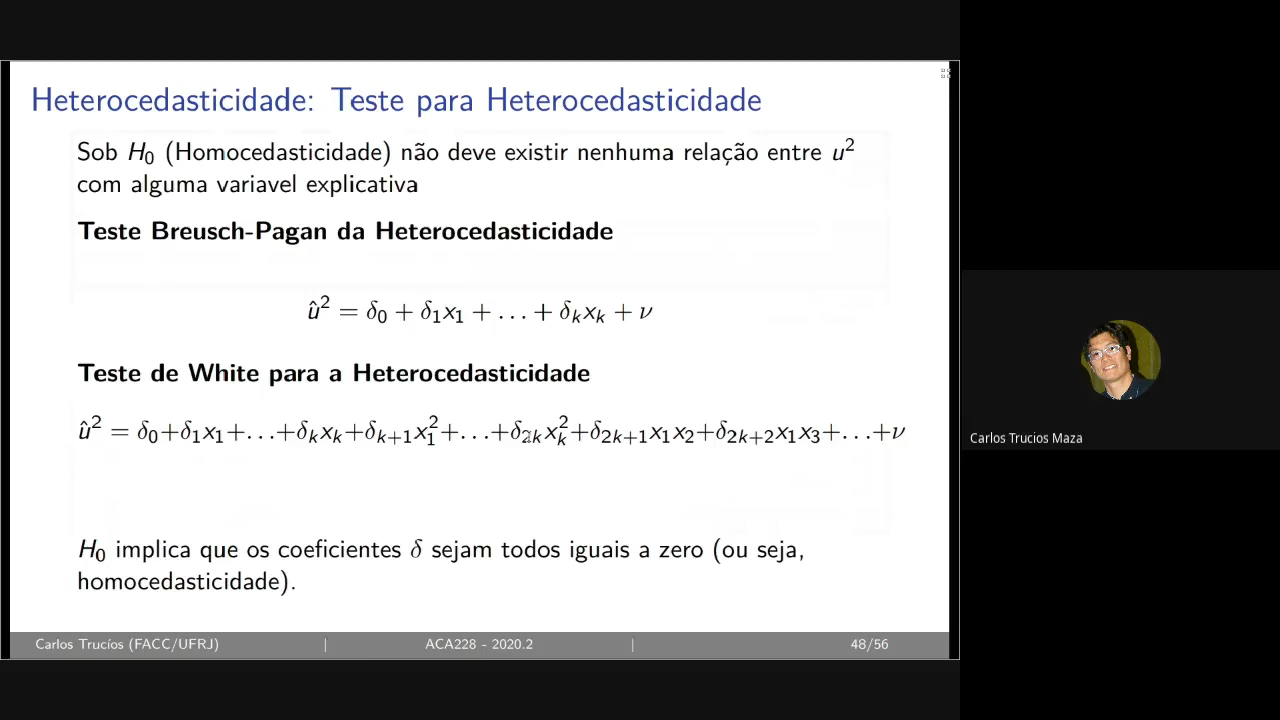 Heterocedasticidade: Teste para Heterocedasticidade
Sob H₀ (Homocedasticidade) não deve existir nenhuma relação entre u²
com alguma variavel explicativa
Teste Breusch-Pagan da Heterocedasticidade
û² = δ₀ + δ₁x₁ + … + δₖxₖ + ν
Teste de White para a Heterocedasticidade
û² = δ₀+δ₁x₁+…+δₖxₖ+δₖ₊₁x₁²+…+δ₂ₖxₖ²+δ₂ₖ₊₁x₁x₂+δ₂ₖ₊₂x₁x₃+…+ν
H₀ implica que os coeficientes δ sejam todos iguais a zero (ou seja,
homocedasticidade).
Carlos Trucíos (FACC/UFRJ) | ACA228 - 2020.2 | 48/56
Carlos Trucios Maza